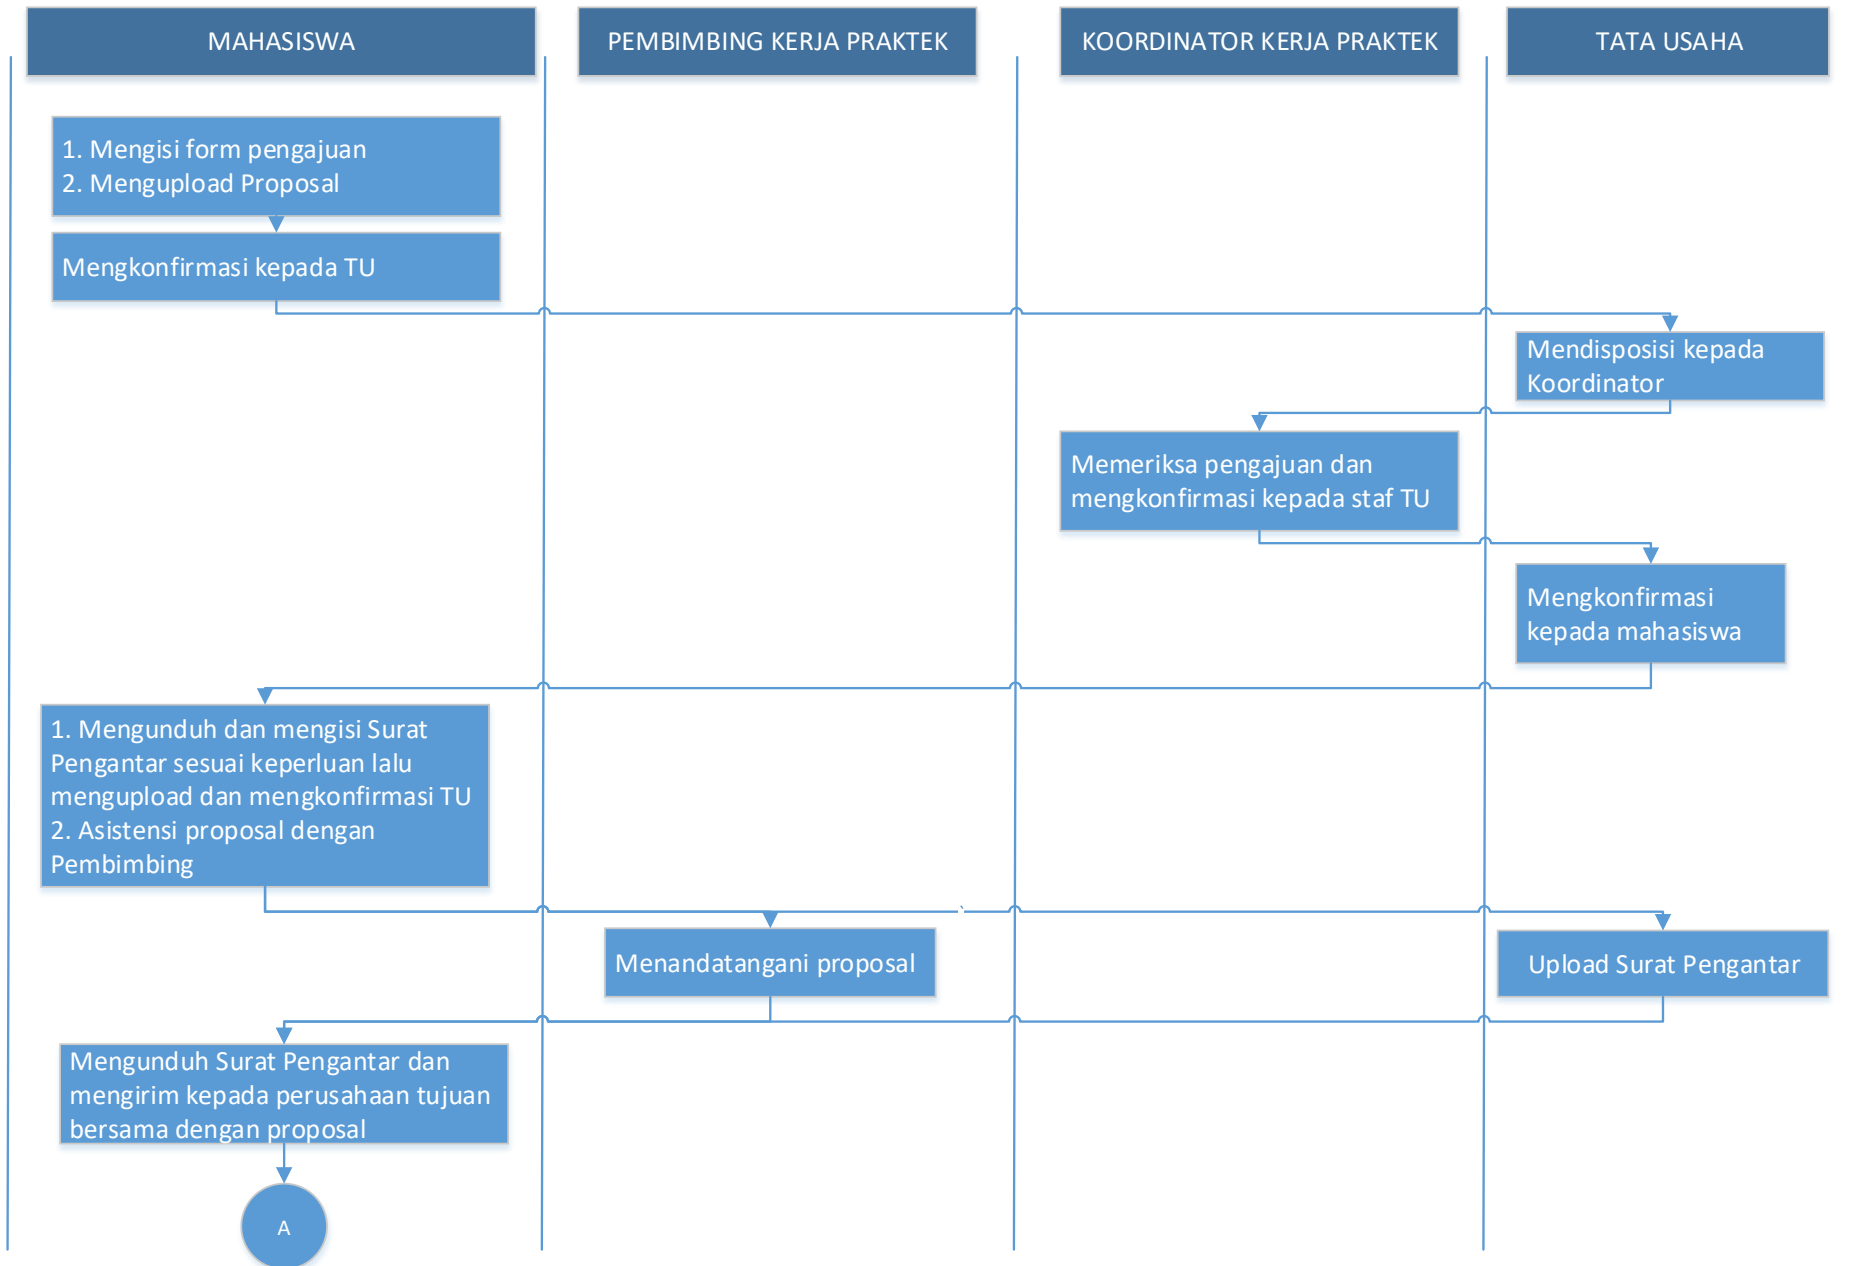 MAHASISWA
PEMBIMBING KERJA PRAKTEK
KOORDINATOR KERJA PRAKTEK
TATA USAHA
1. Mengisi form pengajuan
2. Mengupload Proposal
Mengkonfirmasi kepada TU
Mendisposisi kepada
Koordinator
Memeriksa pengajuan dan
mengkonfirmasi kepada staf TU
Mengkonfirmasi
kepada mahasiswa
1. Mengunduh dan mengisi Surat
Pengantar sesuai keperluan lalu
mengupload dan mengkonfirmasi TU
2. Asistensi proposal dengan
Pembimbing
Menandatangani proposal
Upload Surat Pengantar
Mengunduh Surat Pengantar dan
mengirim kepada perusahaan tujuan
bersama dengan proposal
A